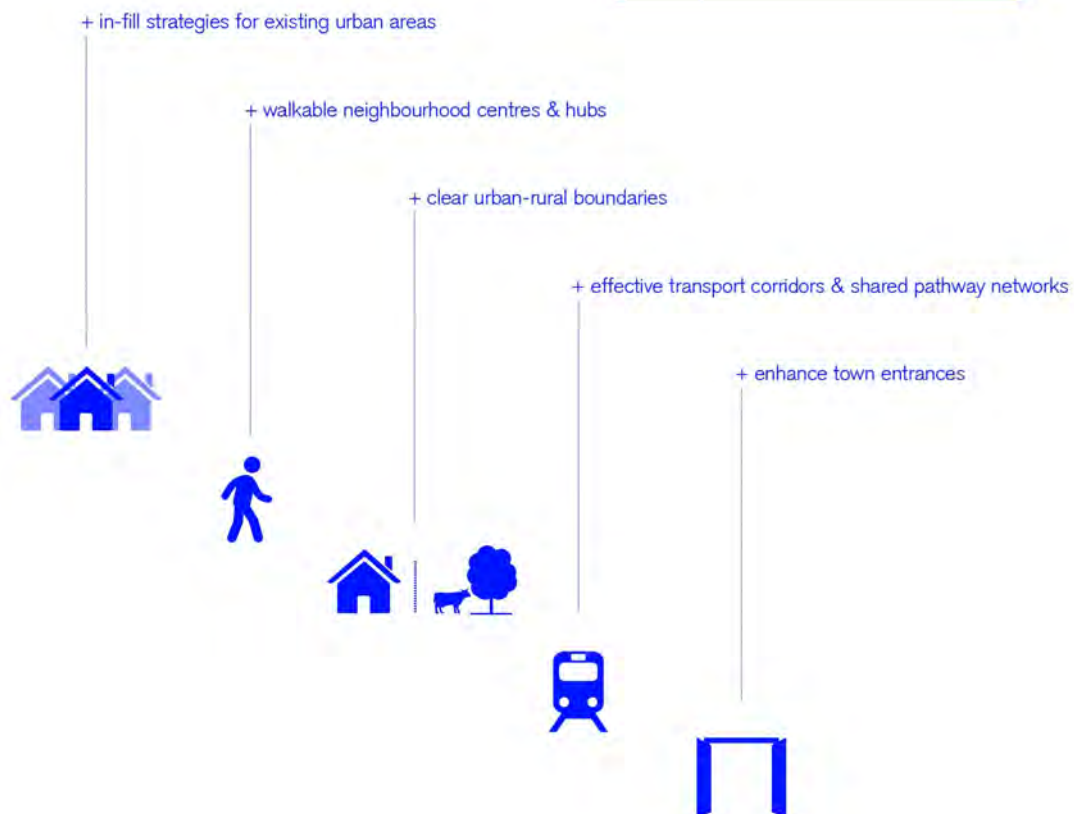 + in-fill strategies for existing urban areas
+ walkable neighbourhood centres & hubs
+ clear urban-rural boundaries
+ effective transport corridors & shared pathway networks
+ enhance town entrances